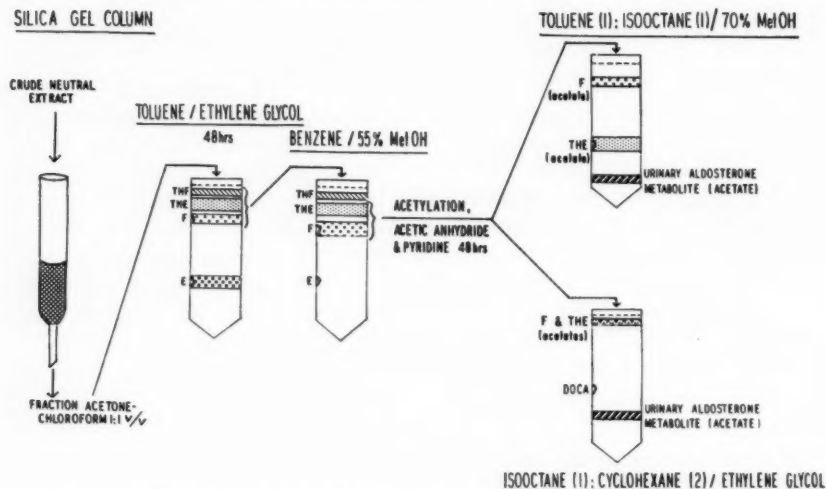 SILICA GEL COLUMN
CRUDE NEUTRAL
EXTRACT
FRACTION ACETONE-
CHLOROFORM 1:1 V/V
TOLUENE / ETHYLENE GLYCOL
48hrs
THF
THE
F
E
BENZENE / 55% MeIOH
THF
THE
F
E
ACETYLATION,
ACETIC ANHYDRIDE
& PYRIDINE 48hrs
TOLUENE (1): ISOOCTANE (1)/ 70% MeIOH
F
(acetate)
THE
(acetate)
URINARY ALDOSTERONE
METABOLITE (ACETATE)
F & THE
(acetates)
DOCA
URINARY ALDOSTERONE
METABOLITE (ACETATE)
ISOOCTANE (1): CYCLOHEXANE (2)/ ETHYLENE GLYCOL